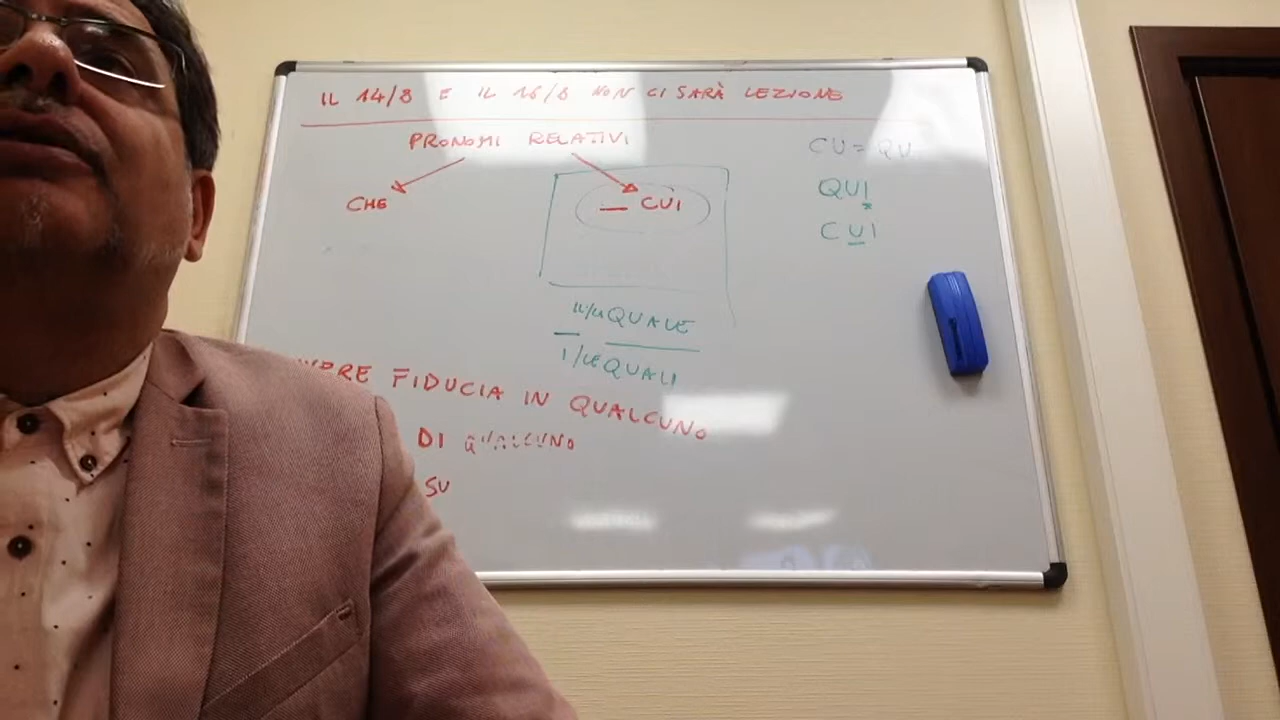 IL 14/8 E IL 16/8 NON CI SARÀ LEZIONE
PRONOMI RELATIVI
CHE
— CUI
CU = QU
QUI
CUI
IL/LA QUALE
I/LE QUALI
FIDUCIA IN QUALCUNO
DI QUALCUNO
SU